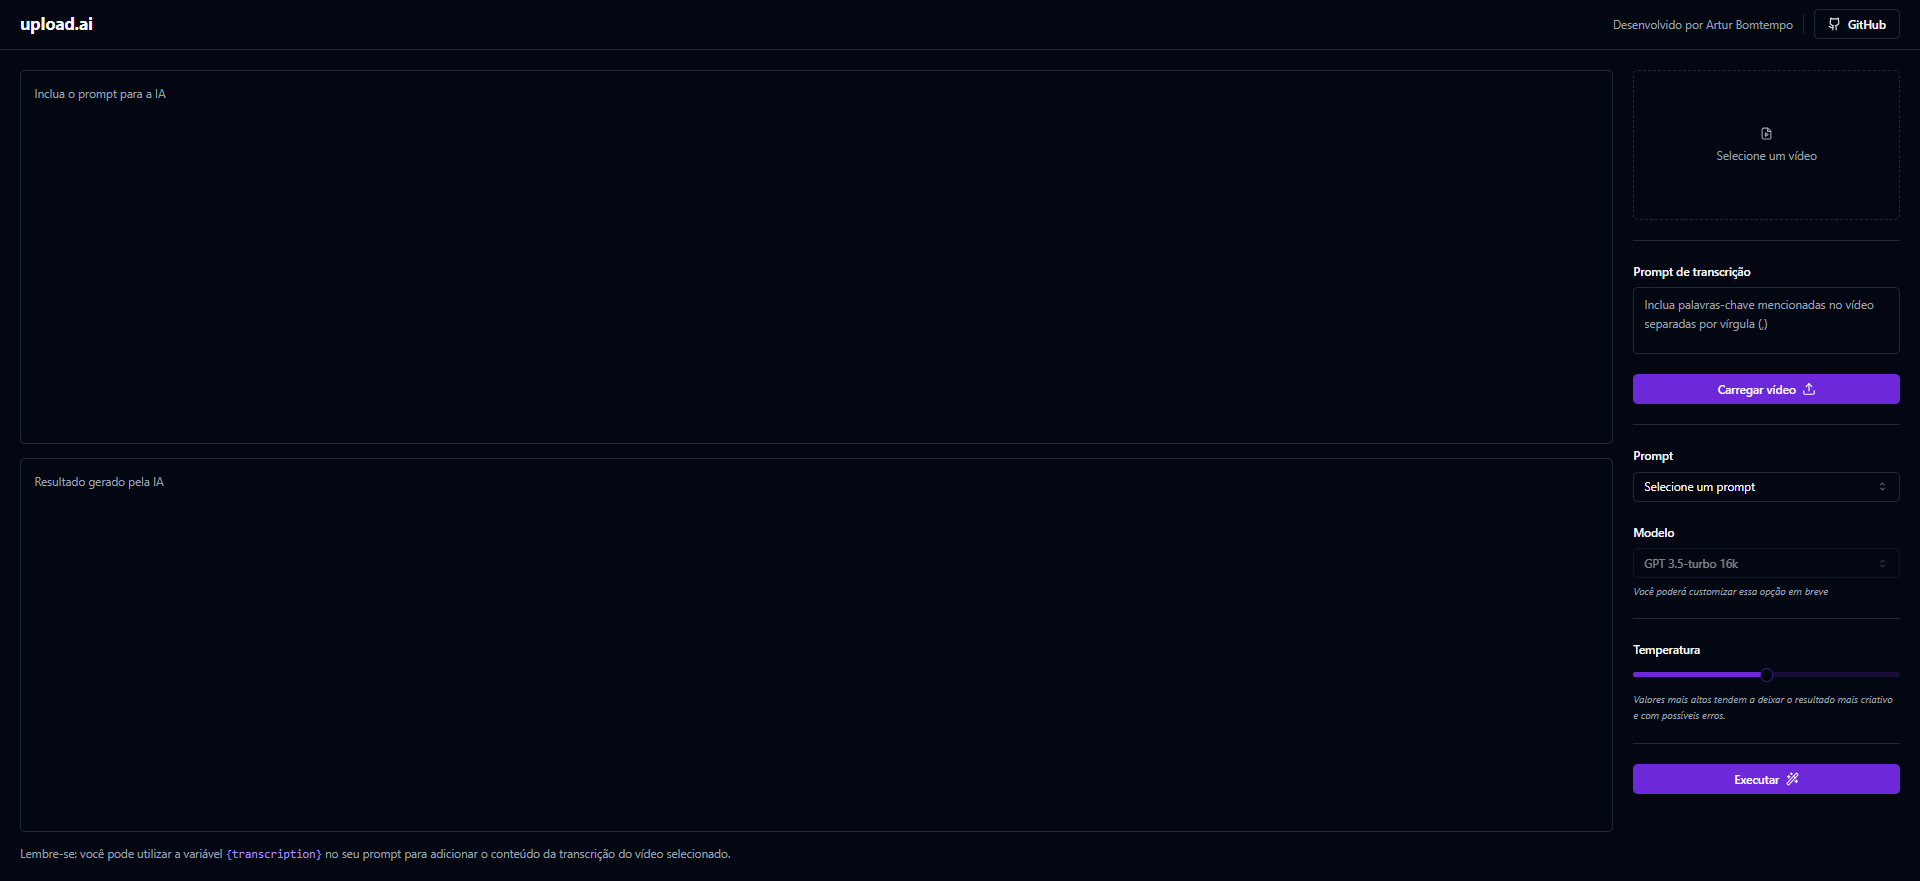 upload.ai
Desenvolvido por Artur Bomtempo
GitHub
Inclua o prompt para a IA
Resultado gerado pela IA
Lembre-se: você pode utilizar a variável {transcription} no seu prompt para adicionar o conteúdo da transcrição do vídeo selecionado.
Selecione um vídeo
Prompt de transcrição
Inclua palavras-chave mencionadas no vídeo
separadas por vírgula (,)
Carregar vídeo
Prompt
Selecione um prompt
Modelo
GPT 3.5-turbo 16k
Você poderá customizar essa opção em breve
Temperatura
Valores mais altos tendem a deixar o resultado mais criativo
e com possíveis erros.
Executar